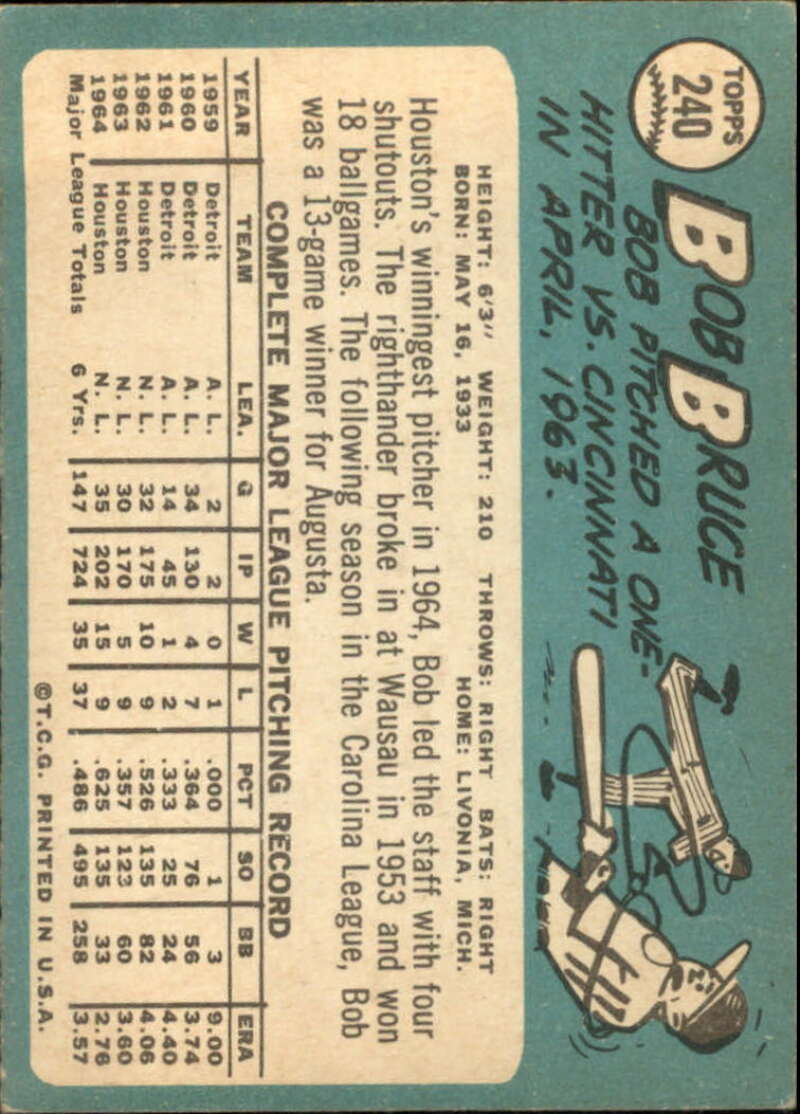 TOPPS
240
BOB BRUCE
BOB PITCHED A ONE-
HITTER VS. CINCINNATI
IN APRIL, 1963.
HEIGHT: 6'3" WEIGHT: 210 THROWS: RIGHT BATS: RIGHT
BORN: MAY 16, 1933 HOME: LIVONIA, MICH.
Houston's winningest pitcher in 1964, Bob led the staff with four
shutouts. The righthander broke in at Wausau in 1953 and won
18 ballgames. The following season in the Carolina League, Bob
was a 13-game winner for Augusta.
COMPLETE MAJOR LEAGUE PITCHING RECORD
YEAR TEAM LEA. G IP W L PCT SO BB ERA
1959 Detroit A. L. 2 2 0 1 .000 1 3 9.00
1960 Detroit A. L. 34 130 4 7 .364 76 56 3.74
1961 Detroit A. L. 14 45 1 2 .333 25 24 4.40
1962 Houston N. L. 32 175 10 9 .526 135 82 4.06
1963 Houston N. L. 30 170 5 9 .357 123 60 3.60
1964 Houston N. L. 35 202 15 9 .625 135 33 2.76
Major League Totals 6 Yrs. 147 724 35 37 .486 495 258 3.57
©T.C.G. PRINTED IN U.S.A.